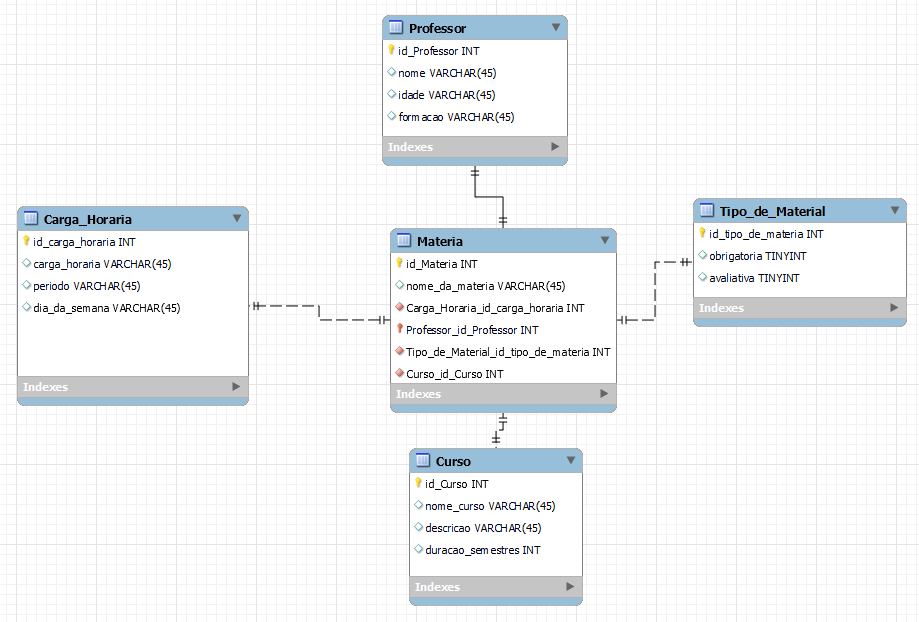 Professor
id_Professor INT
nome VARCHAR(45)
idade VARCHAR(45)
formacao VARCHAR(45)
Indexes
Carga_Horaria
id_carga_horaria INT
carga_horaria VARCHAR(45)
periodo VARCHAR(45)
dia_da_semana VARCHAR(45)
Indexes
Materia
id_Materia INT
nome_da_materia VARCHAR(45)
Carga_Horaria_id_carga_horaria INT
Professor_id_Professor INT
Tipo_de_Material_id_tipo_de_materia INT
Curso_id_Curso INT
Indexes
Tipo_de_Material
id_tipo_de_materia INT
obrigatoria TINYINT
avaliativa TINYINT
Indexes
Curso
id_Curso INT
nome_curso VARCHAR(45)
descricao VARCHAR(45)
duracao_semestres INT
Indexes